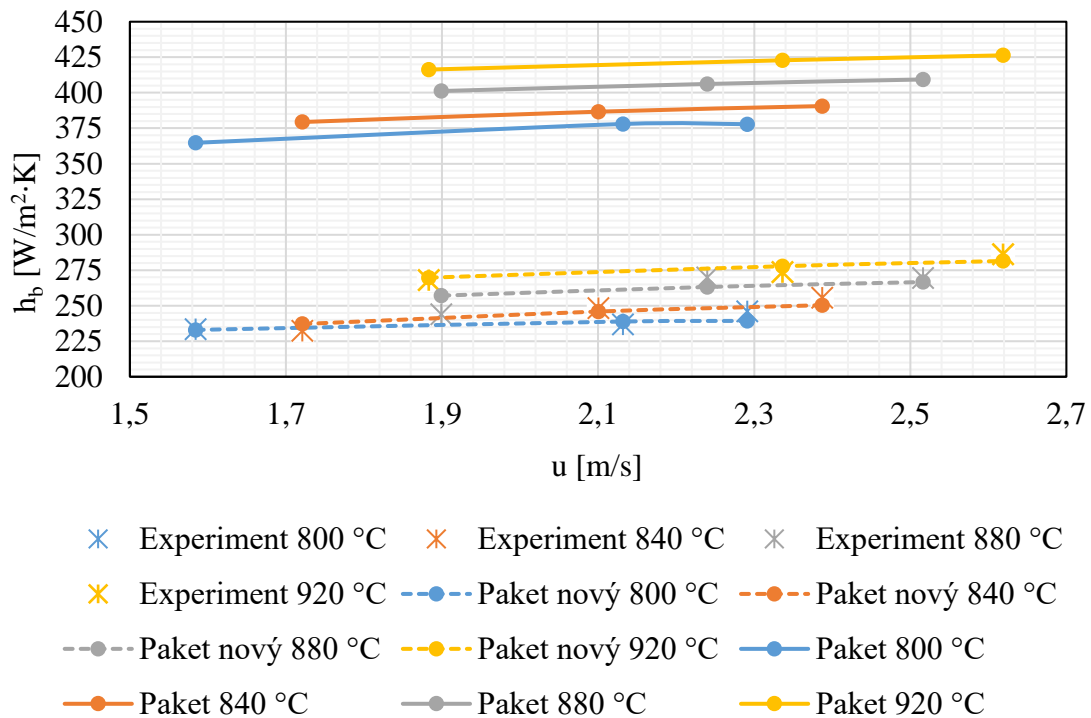 450
425
400
375
350
325
300
275
250
225
200
h_b [W/m²·K]
1,5 1,7 1,9 2,1 2,3 2,5 2,7
u [m/s]
Experiment 800 °C Experiment 840 °C Experiment 880 °C
Experiment 920 °C Paket nový 800 °C Paket nový 840 °C
Paket nový 880 °C Paket nový 920 °C Paket 800 °C
Paket 840 °C Paket 880 °C Paket 920 °C